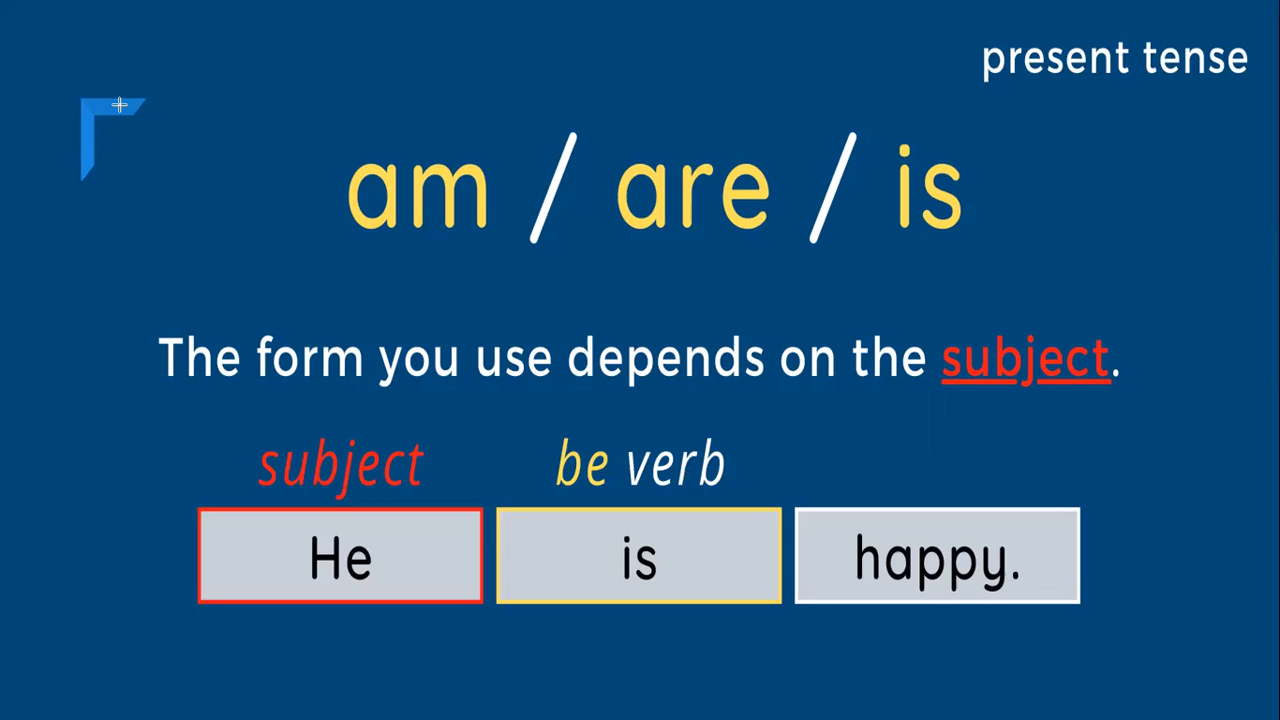 present tense
am / are / is
The form you use depends on the subject.
subject be verb
He is happy.